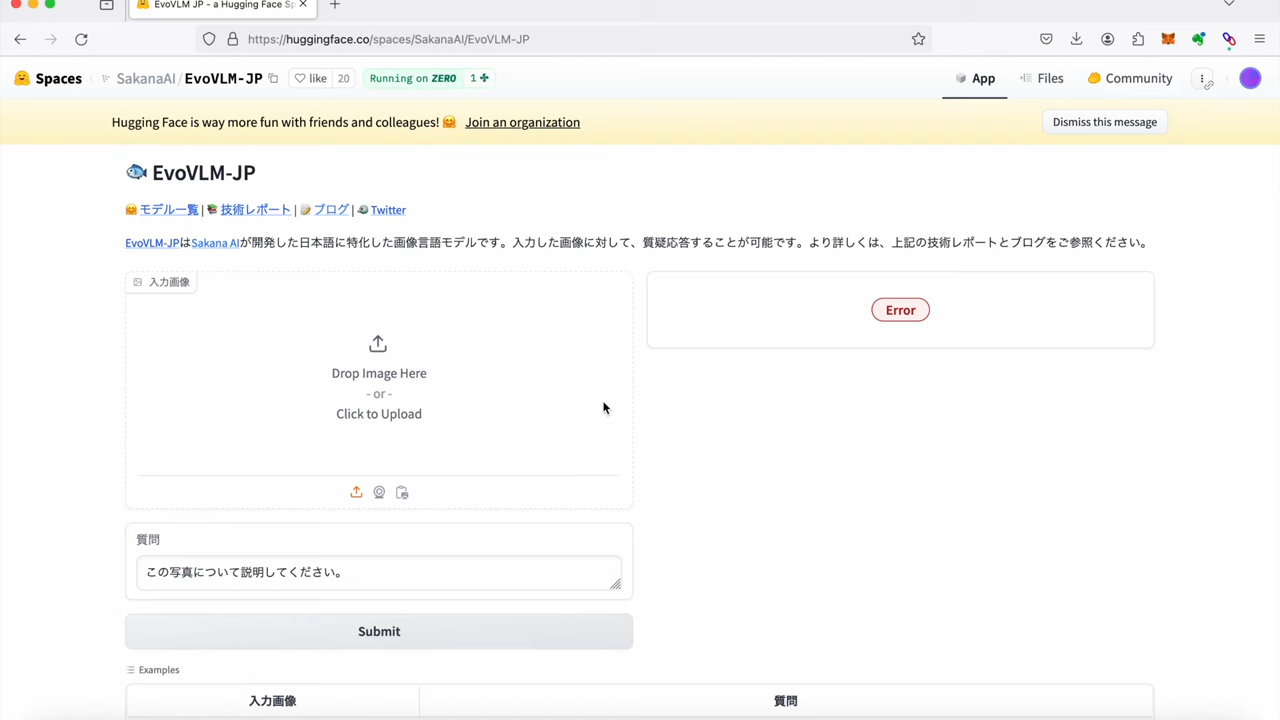 EvoVLM JP - a Hugging Face Sp
https://huggingface.co/spaces/SakanaAI/EvoVLM-JP
Spaces SakanaAI/EvoVLM-JP like 20 Running on ZERO 1 App Files Community
Hugging Face is way more fun with friends and colleagues! 🤗 Join an organization Dismiss this message
EvoVLM-JP
モデル一覧 | 技術レポート | ブログ | Twitter
EvoVLM-JPはSakana AIが開発した日本語に特化した画像言語モデルです。入力した画像に対して、質疑応答することが可能です。より詳しくは、上記の技術レポートとブログをご参照ください。
入力画像
Error
Drop Image Here
- or -
Click to Upload
質問
この写真について説明してください。
Submit
Examples
入力画像 質問